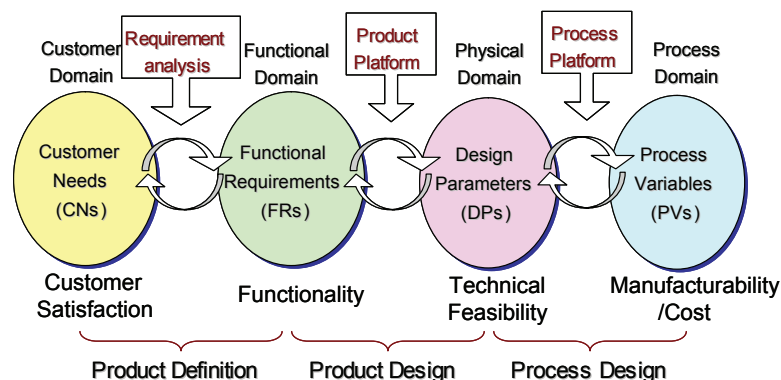 Customer
Domain
Requirement
analysis
Functional
Domain
Product
Platform
Physical
Domain
Process
Platform
Process
Domain
Customer
Needs
(CNs)
Functional
Requirements
(FRs)
Design
Parameters
(DPs)
Process
Variables
(PVs)
Customer
Satisfaction
Functionality
Technical
Feasibility
Manufacturability
/Cost
Product Definition
Product Design
Process Design